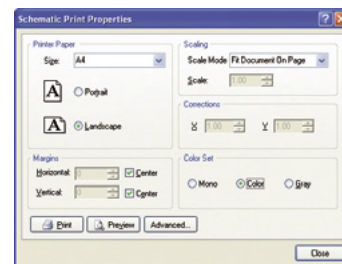 Schematic Print Properties
Printer Paper
Size: A4
A Portrait
A Landscape
Margins
Horizontal: 0 Center
Vertical: 0 Center
Scaling
Scale Mode Fit Document On Page
Scale: 1.00
Corrections
X 1.00 Y 1.00
Color Set
Mono Color Gray
Print Preview Advanced...
Close